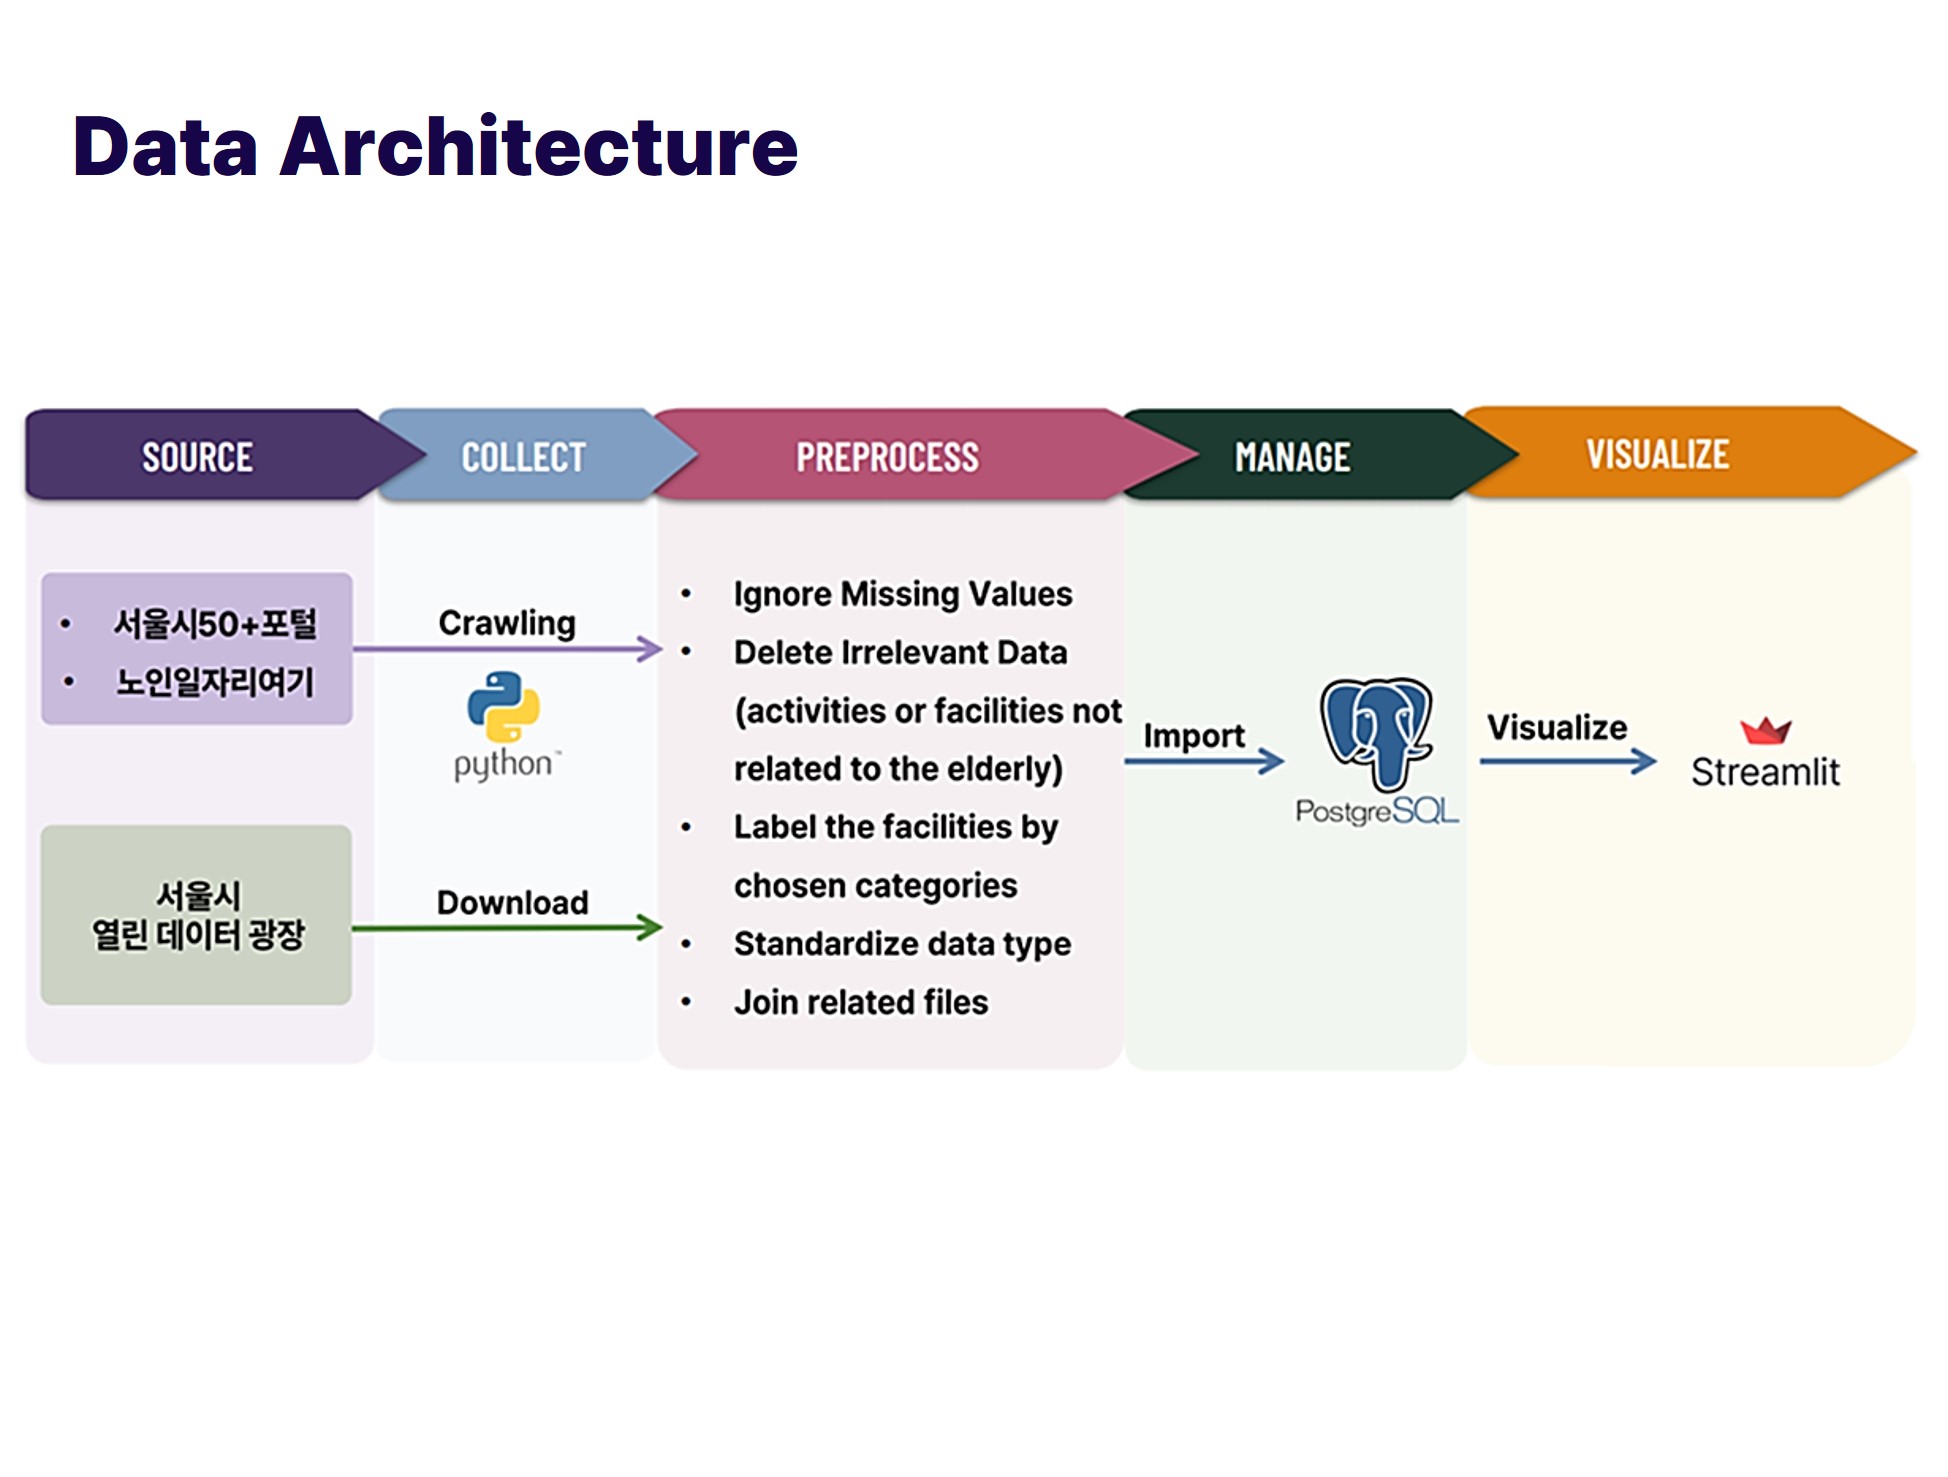 Data Architecture
SOURCE
COLLECT
PREPROCESS
MANAGE
VISUALIZE
• 서울시50+포털
• 노인일자리여기
서울시
열린 데이터 광장
Crawling
python™
Download
• Ignore Missing Values
• Delete Irrelevant Data
(activities or facilities not
related to the elderly)
• Label the facilities by
chosen categories
• Standardize data type
• Join related files
Import
PostgreSQL
Visualize
Streamlit